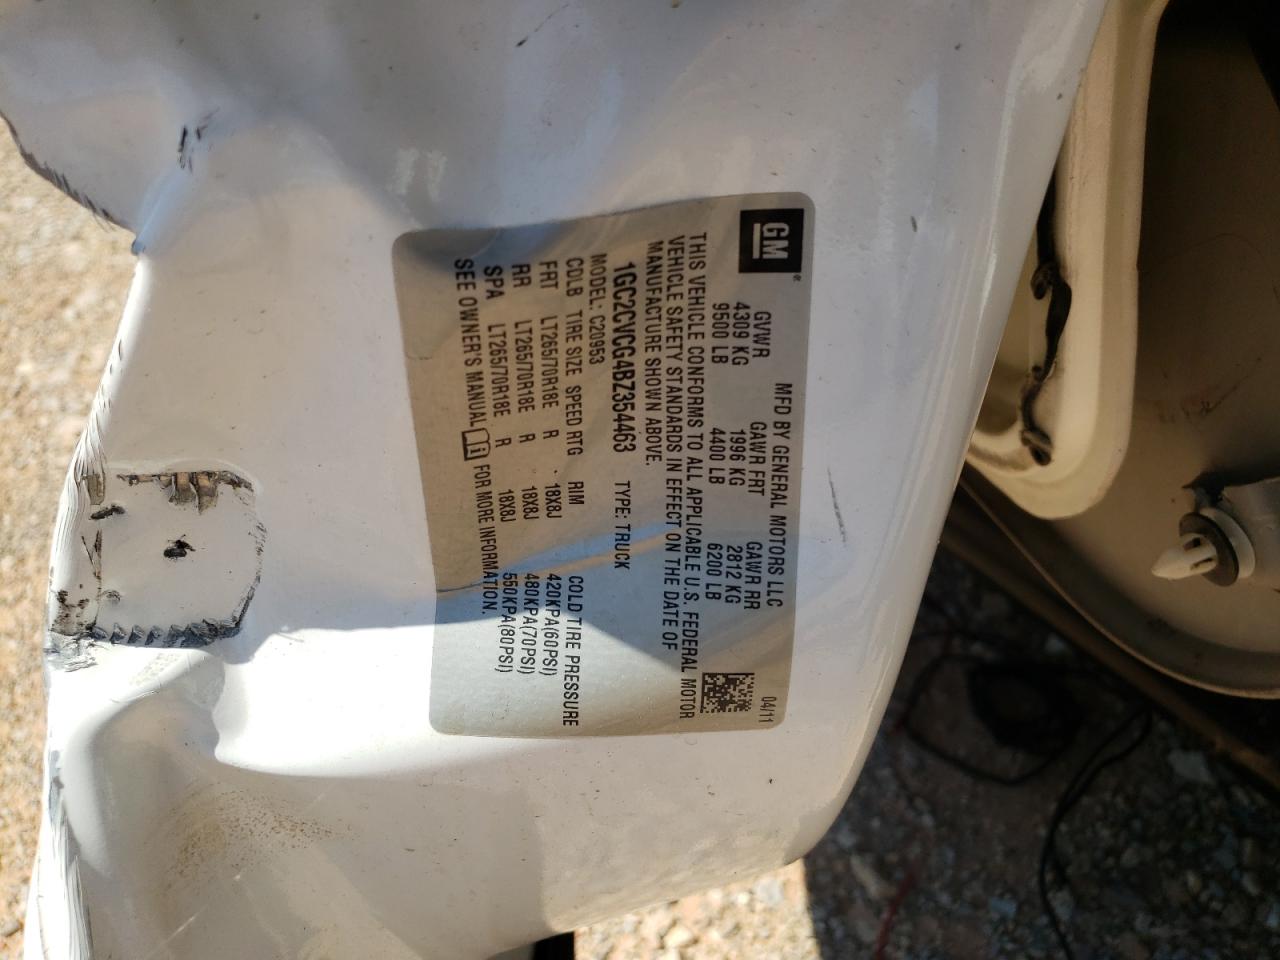 GM
MFD BY GENERAL MOTORS LLC 04/11
GVWR GAWR FRT GAWR RR
4309 KG 1996 KG 2812 KG
9500 LB 4400 LB 6200 LB
THIS VEHICLE CONFORMS TO ALL APPLICABLE U.S. FEDERAL MOTOR
VEHICLE SAFETY STANDARDS IN EFFECT ON THE DATE OF
MANUFACTURE SHOWN ABOVE.
1GC2CVCG4BZ354463 TYPE: TRUCK
MODEL: C20953
COLB TIRE SIZE SPEED RTG RIM COLD TIRE PRESSURE
FRT LT265/70R18E R 18X8J 420KPA(60PSI)
RR LT265/70R18E R 18X8J 480KPA(70PSI)
SPA LT265/70R18E R 18X8J 550KPA(80PSI)
SEE OWNER'S MANUAL FOR MORE INFORMATION.